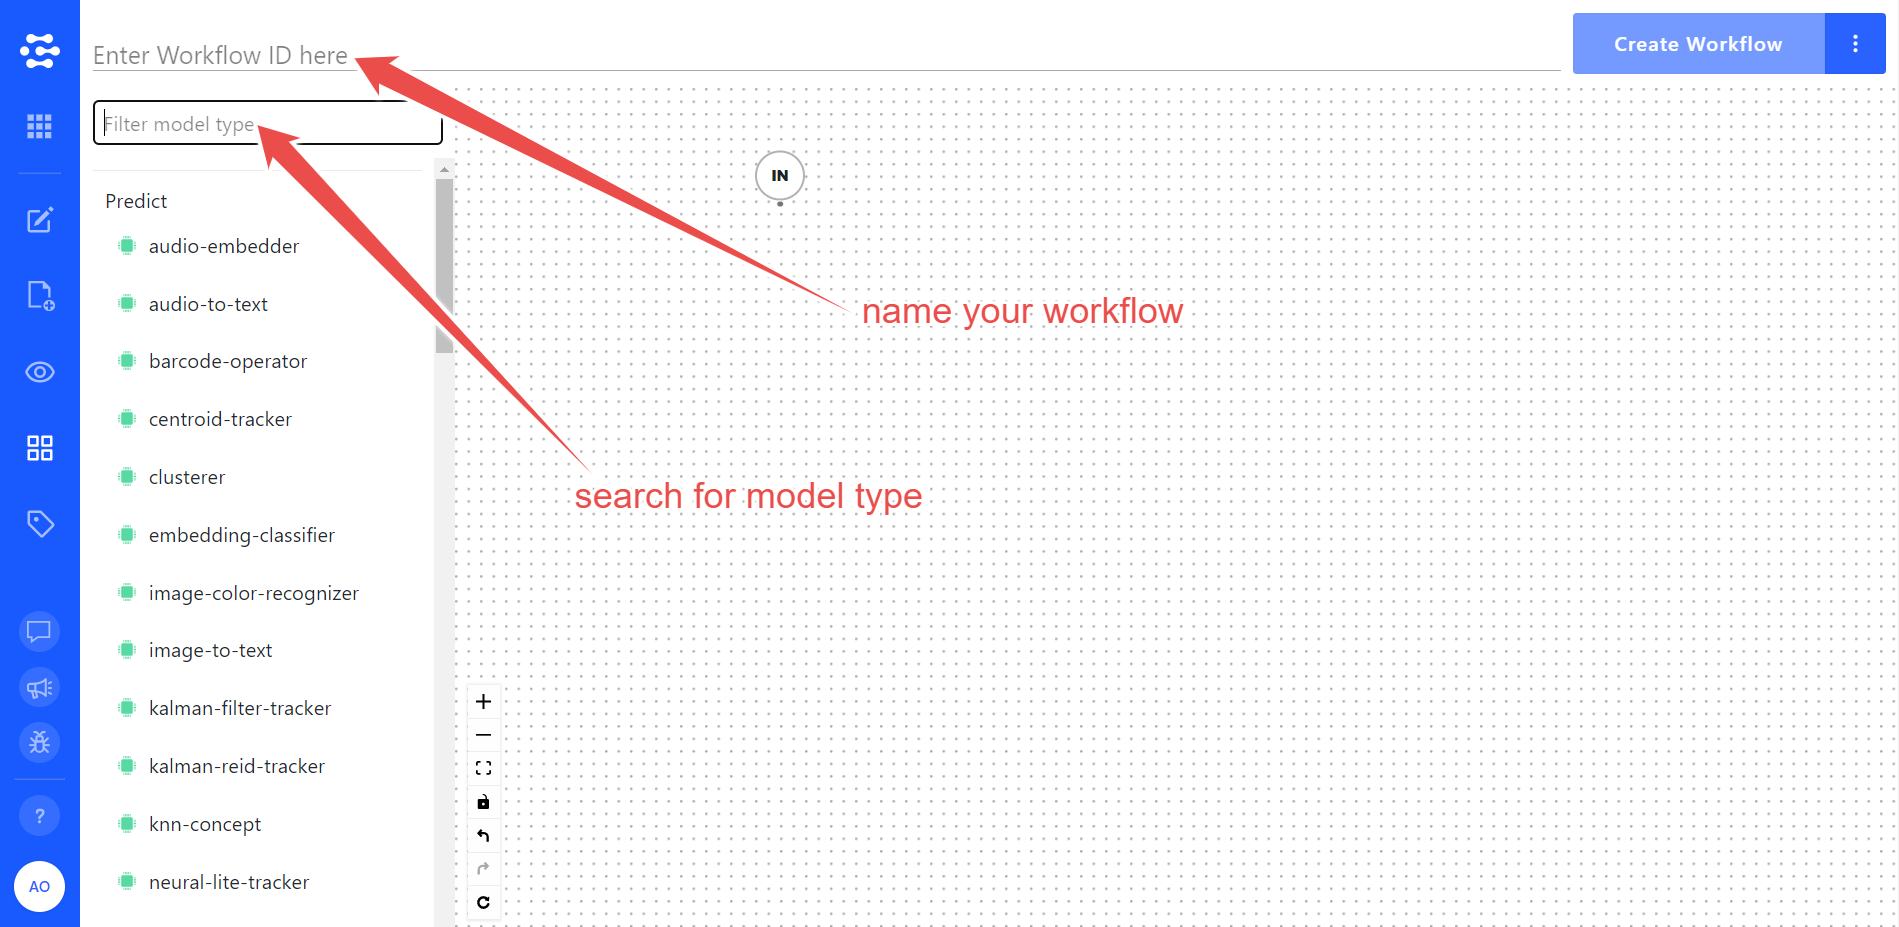 Enter Workflow ID here
Create Workflow
Filter model type
IN
Predict
audio-embedder
audio-to-text
name your workflow
barcode-operator
centroid-tracker
clusterer
search for model type
embedding-classifier
image-color-recognizer
image-to-text
kalman-filter-tracker
kalman-reid-tracker
knn-concept
neural-lite-tracker
?
AO